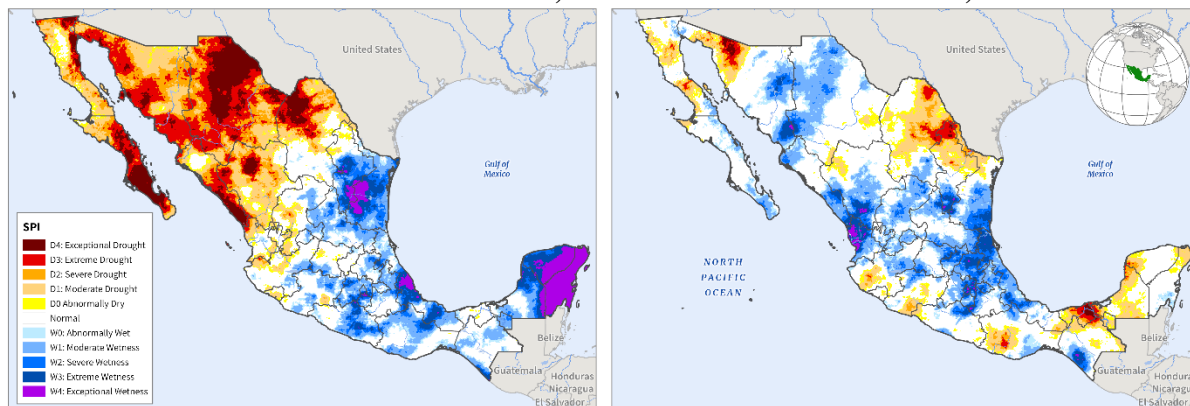 United States
Gulf of
Mexico
SPI
D4: Exceptional Drought
D3: Extreme Drought
D2: Severe Drought
D1: Moderate Drought
D0 Abnormally Dry
Normal
W0: Abnormally Wet
W1: Moderate Wetness
W2: Severe Wetness
W3: Extreme Wetness
W4: Exceptional Wetness
Belize
Guatemala
Honduras
Nicaragua
El Salvador
United States
Gulf of
Mexico
NORTH
PACIFIC
OCEAN
Belize
Guatemala
Honduras
Nicaragua
El Salvador